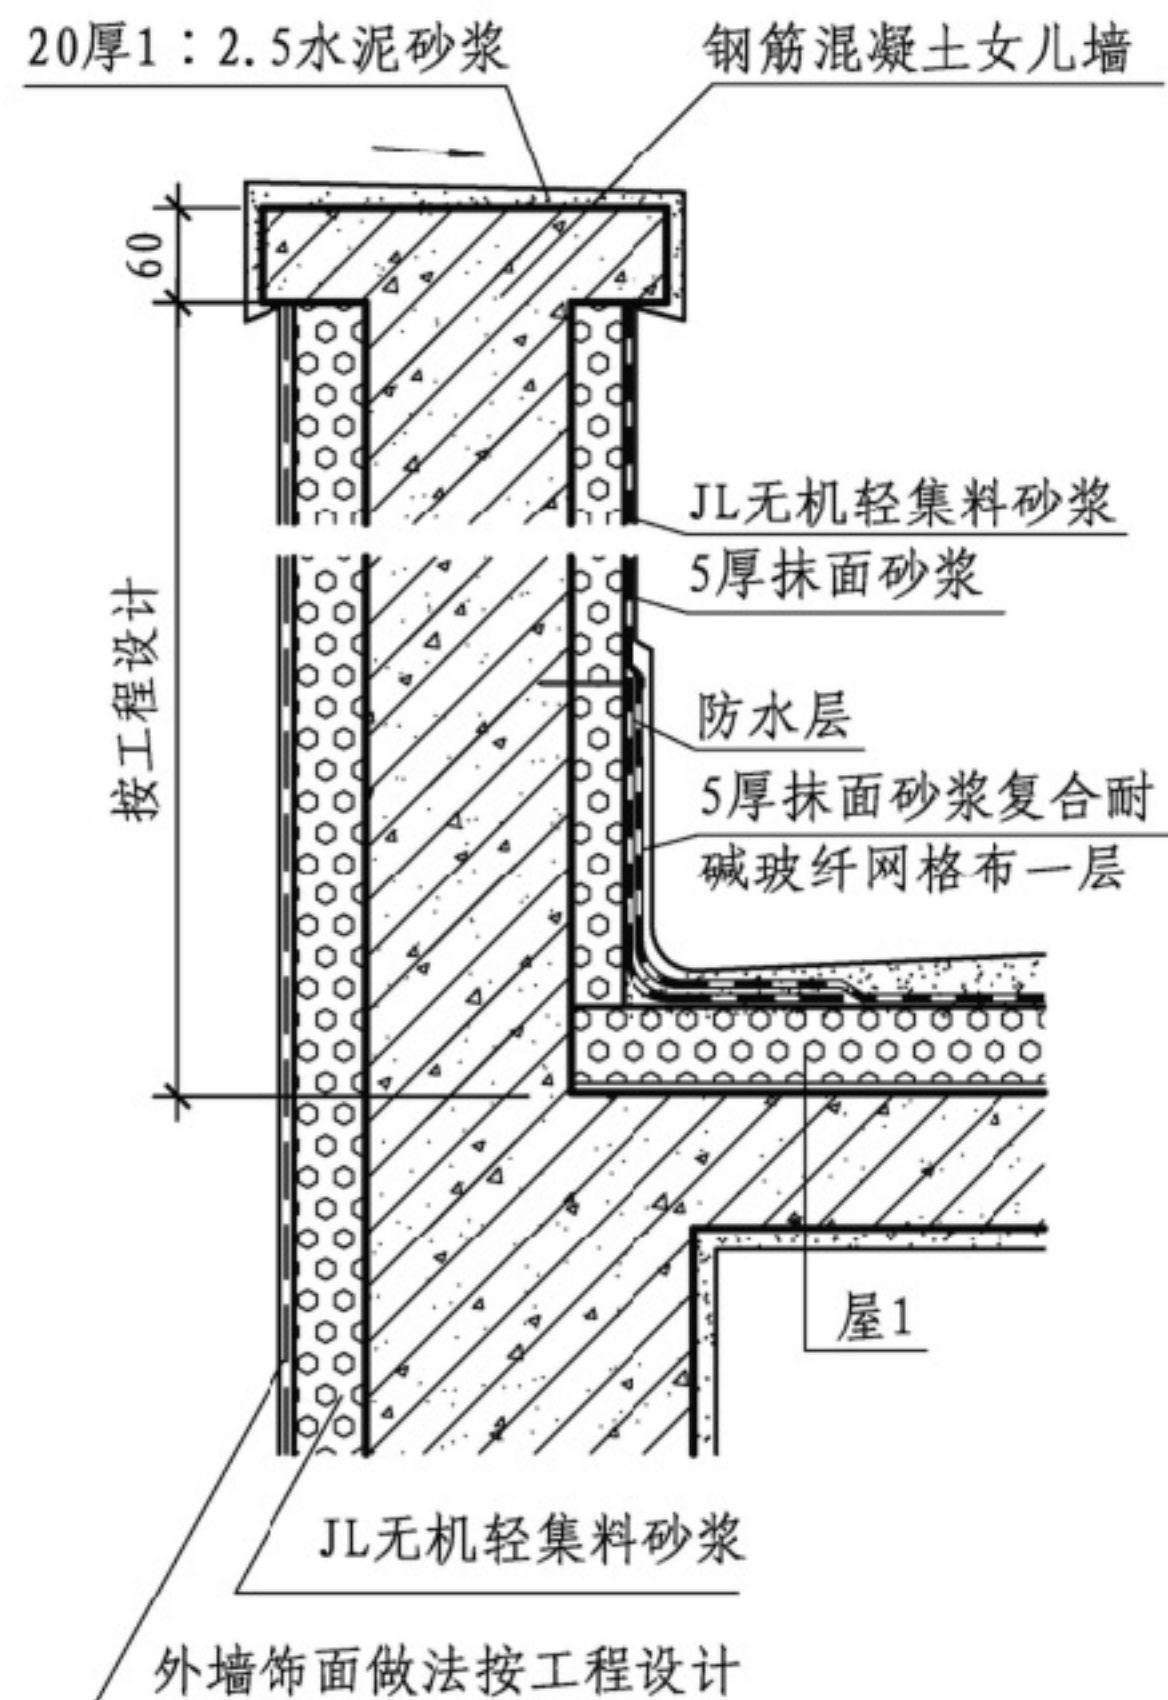 20厚1：2.5水泥砂浆
钢筋混凝土女儿墙
60
JL无机轻集料砂浆
5厚抹面砂浆
按工程设计
防水层
5厚抹面砂浆复合耐
碱玻纤网格布一层
屋1
JL无机轻集料砂浆
外墙饰面做法按工程设计